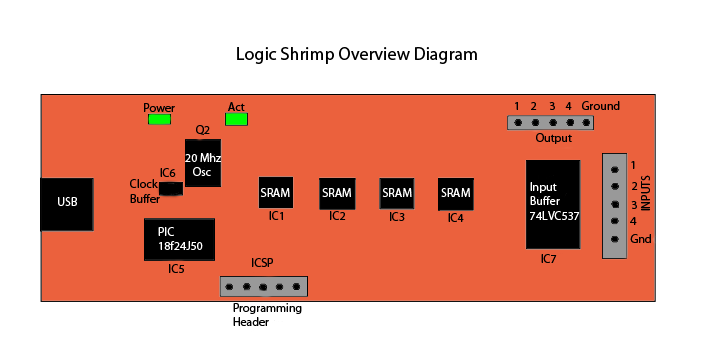 Logic Shrimp Overview Diagram
Power
Act
1 2 3 4 Ground
Output
Q2
20 Mhz
Osc
IC6
Clock
Buffer
USB
PIC
18f24J50
IC5
SRAM
IC1
SRAM
IC2
SRAM
IC3
SRAM
IC4
Input
Buffer
74LVC537
IC7
1
2
3
4
Gnd
INPUTS
ICSP
Programming
Header